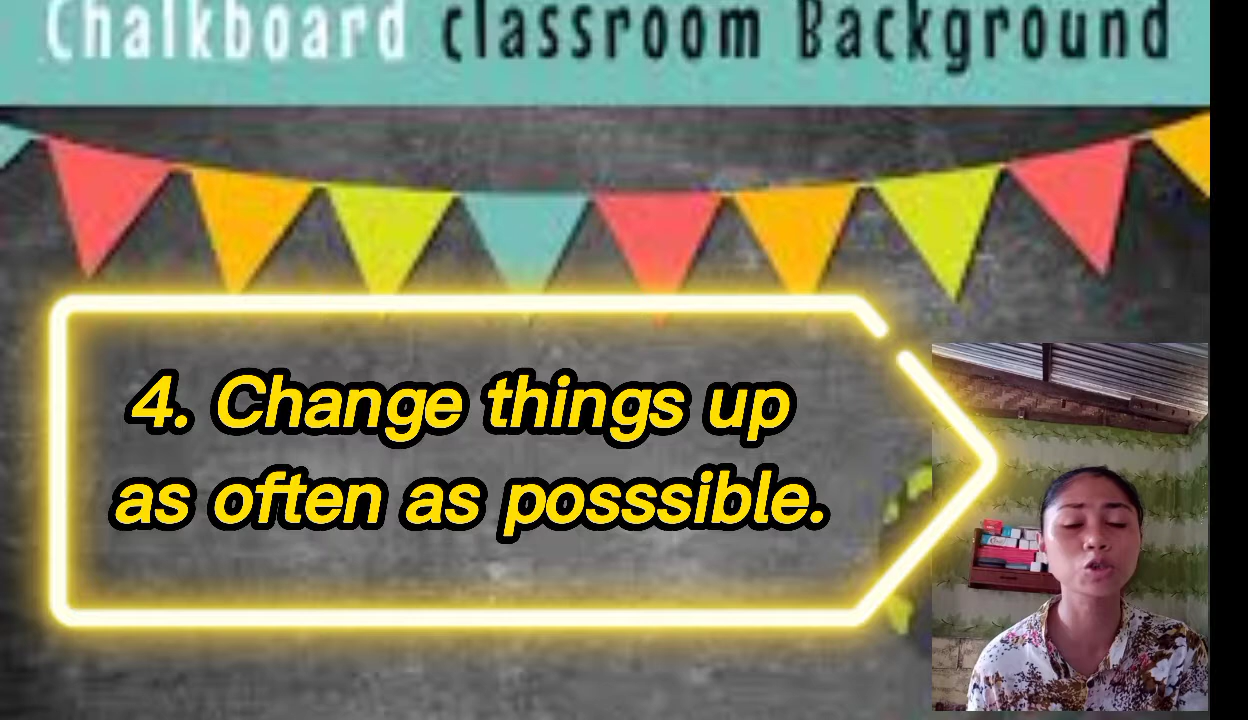 Chalkboard classroom Background
4. Change things up
as often as posssible.